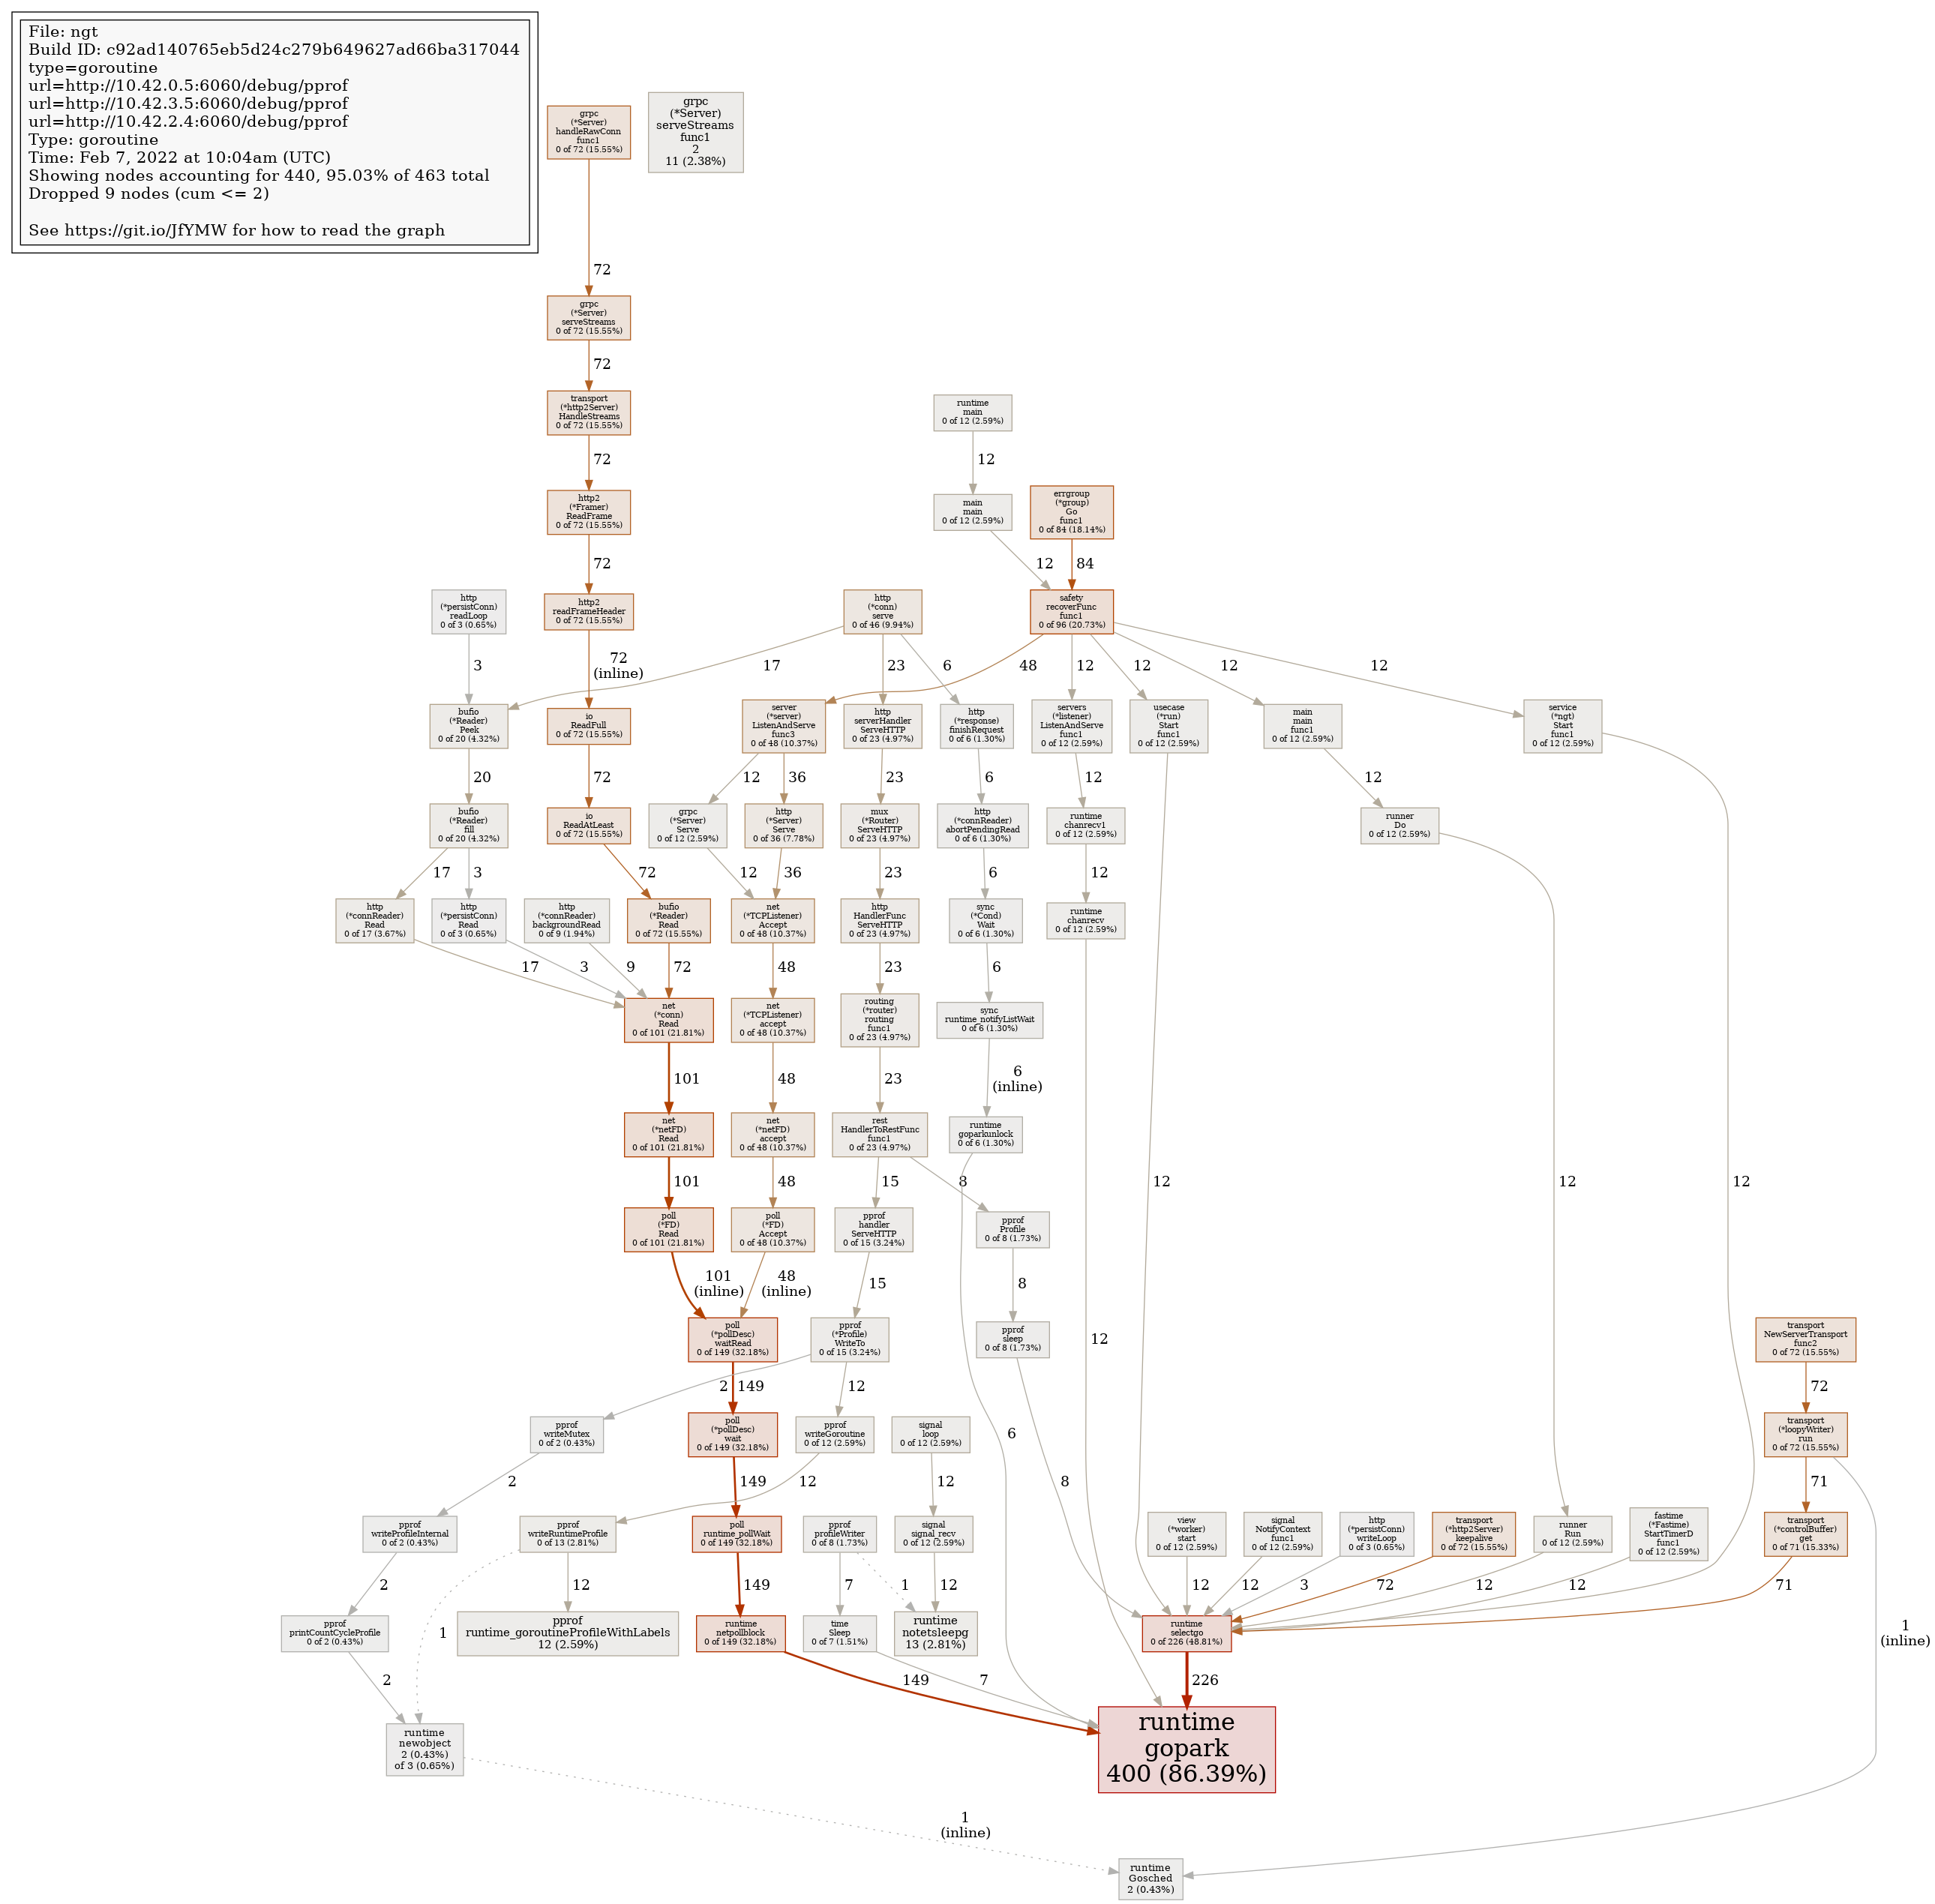 File: ngt
Build ID: c92ad140765eb5d24c279b649627ad66ba317044
type=goroutine
url=http://10.42.0.5:6060/debug/pprof
url=http://10.42.3.5:6060/debug/pprof
url=http://10.42.2.4:6060/debug/pprof
Type: goroutine
Time: Feb 7, 2022 at 10:04am (UTC)
Showing nodes accounting for 440, 95.03% of 463 total
Dropped 9 nodes (cum <= 2)
See https://git.io/JfYMW for how to read the graph
grpc
(*Server)
handleRawConn
func1
0 of 72 (15.55%)
grpc
(*Server)
serveStreams
func1
2
11 (2.38%)
72
grpc
(*Server)
serveStreams
0 of 72 (15.55%)
72
transport
(*http2Server)
HandleStreams
0 of 72 (15.55%)
runtime
main
0 of 12 (2.59%)
72
12
http2
(*Framer)
ReadFrame
0 of 72 (15.55%)
main
main
0 of 12 (2.59%)
errgroup
(*group)
Go
func1
0 of 84 (18.14%)
72
12
84
http
(*persistConn)
readLoop
0 of 3 (0.65%)
http2
readFrameHeader
0 of 72 (15.55%)
http
(*conn)
serve
0 of 46 (9.94%)
safety
recoverFunc
func1
0 of 96 (20.73%)
3
72
(inline)
17
23
6
48
12
12
12
12
bufio
(*Reader)
Peek
0 of 20 (4.32%)
io
ReadFull
0 of 72 (15.55%)
server
(*server)
ListenAndServe
func3
0 of 48 (10.37%)
http
serverHandler
ServeHTTP
0 of 23 (4.97%)
http
(*response)
finishRequest
0 of 6 (1.30%)
servers
(*listener)
ListenAndServe
func1
0 of 12 (2.59%)
usecase
(*run)
Start
func1
0 of 12 (2.59%)
main
main
func1
0 of 12 (2.59%)
service
(*ngt)
Start
func1
0 of 12 (2.59%)
20
72
12
36
23
6
12
12
bufio
(*Reader)
fill
0 of 20 (4.32%)
io
ReadAtLeast
0 of 72 (15.55%)
grpc
(*Server)
Serve
0 of 12 (2.59%)
http
(*Server)
Serve
0 of 36 (7.78%)
mux
(*Router)
ServeHTTP
0 of 23 (4.97%)
http
(*connReader)
abortPendingRead
0 of 6 (1.30%)
runtime
chanrecv1
0 of 12 (2.59%)
runner
Do
0 of 12 (2.59%)
17
3
72
12
36
23
6
12
http
(*connReader)
Read
0 of 17 (3.67%)
http
(*persistConn)
Read
0 of 3 (0.65%)
http
(*connReader)
backgroundRead
0 of 9 (1.94%)
bufio
(*Reader)
Read
0 of 72 (15.55%)
net
(*TCPListener)
Accept
0 of 48 (10.37%)
http
HandlerFunc
ServeHTTP
0 of 23 (4.97%)
sync
(*Cond)
Wait
0 of 6 (1.30%)
runtime
chanrecv
0 of 12 (2.59%)
17
3
9
72
48
23
6
net
(*conn)
Read
0 of 101 (21.81%)
net
(*TCPListener)
accept
0 of 48 (10.37%)
routing
(*router)
routing
func1
0 of 23 (4.97%)
sync
runtime_notifyListWait
0 of 6 (1.30%)
101
48
23
6
(inline)
net
(*netFD)
Read
0 of 101 (21.81%)
net
(*netFD)
accept
0 of 48 (10.37%)
rest
HandlerToRestFunc
func1
0 of 23 (4.97%)
runtime
goparkunlock
0 of 6 (1.30%)
101
48
15
8
12
12
12
poll
(*FD)
Read
0 of 101 (21.81%)
poll
(*FD)
Accept
0 of 48 (10.37%)
pprof
handler
ServeHTTP
0 of 15 (3.24%)
pprof
Profile
0 of 8 (1.73%)
101
(inline)
48
(inline)
15
8
12
poll
(*pollDesc)
waitRead
0 of 149 (32.18%)
pprof
(*Profile)
WriteTo
0 of 15 (3.24%)
pprof
sleep
0 of 8 (1.73%)
transport
NewServerTransport
func2
0 of 72 (15.55%)
2
149
12
72
pprof
writeMutex
0 of 2 (0.43%)
poll
(*pollDesc)
wait
0 of 149 (32.18%)
pprof
writeGoroutine
0 of 12 (2.59%)
signal
loop
0 of 12 (2.59%)
6
transport
(*loopyWriter)
run
0 of 72 (15.55%)
2
149
12
12
8
71
pprof
writeProfileInternal
0 of 2 (0.43%)
pprof
writeRuntimeProfile
0 of 13 (2.81%)
poll
runtime_pollWait
0 of 149 (32.18%)
pprof
profileWriter
0 of 8 (1.73%)
signal
signal_recv
0 of 12 (2.59%)
view
(*worker)
start
0 of 12 (2.59%)
signal
NotifyContext
func1
0 of 12 (2.59%)
http
(*persistConn)
writeLoop
0 of 3 (0.65%)
transport
(*http2Server)
keepalive
0 of 72 (15.55%)
runner
Run
0 of 12 (2.59%)
fastime
(*Fastime)
StartTimerD
func1
0 of 12 (2.59%)
transport
(*controlBuffer)
get
0 of 71 (15.33%)
2
12
149
7
1
12
12
12
3
72
12
12
71
pprof
printCountCycleProfile
0 of 2 (0.43%)
1
pprof
runtime_goroutineProfileWithLabels
12 (2.59%)
runtime
netpollblock
0 of 149 (32.18%)
time
Sleep
0 of 7 (1.51%)
runtime
notetsleepg
13 (2.81%)
runtime
selectgo
0 of 226 (48.81%)
1
(inline)
2
149
7
226
runtime
newobject
2 (0.43%)
of 3 (0.65%)
runtime
gopark
400 (86.39%)
1
(inline)
runtime
Gosched
2 (0.43%)